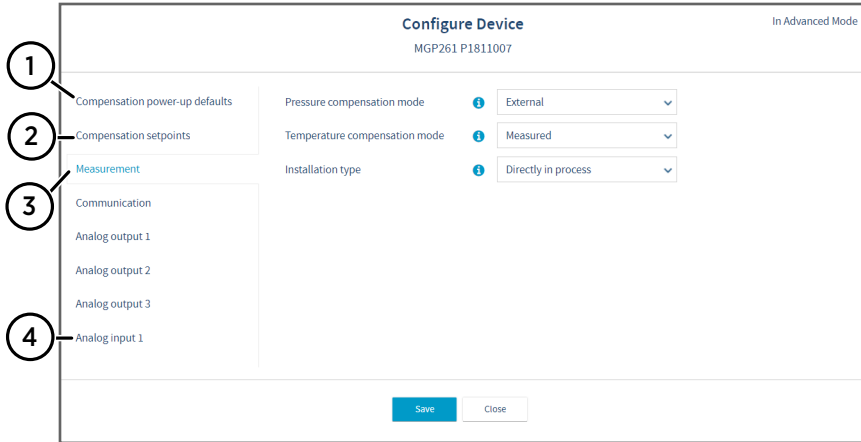 Configure Device
In Advanced Mode
MGP261 P1811007
1
Compensation power-up defaults
Pressure compensation mode
i
External
2
Compensation setpoints
Temperature compensation mode
i
Measured
3
Measurement
Installation type
i
Directly in process
Communication
Analog output 1
Analog output 2
Analog output 3
4
Analog input 1
Save
Close